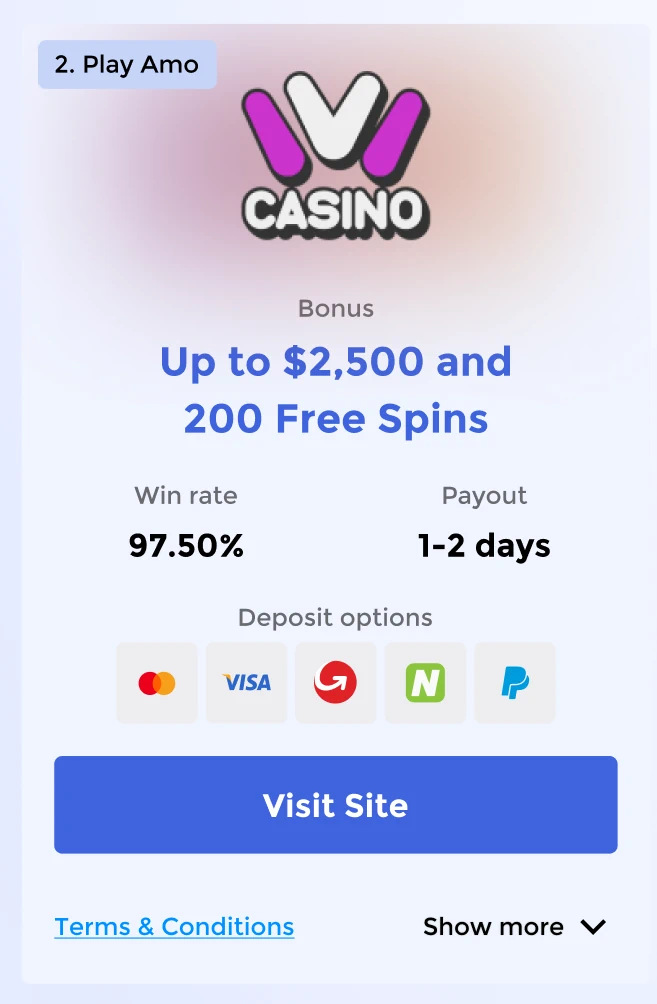 2. Play Amo
IVI
CASINO
Bonus
Up to $2,500 and
200 Free Spins
Win rate
Payout
97.50%
1-2 days
Deposit options
VISA
N
Visit Site
Terms & Conditions
Show more